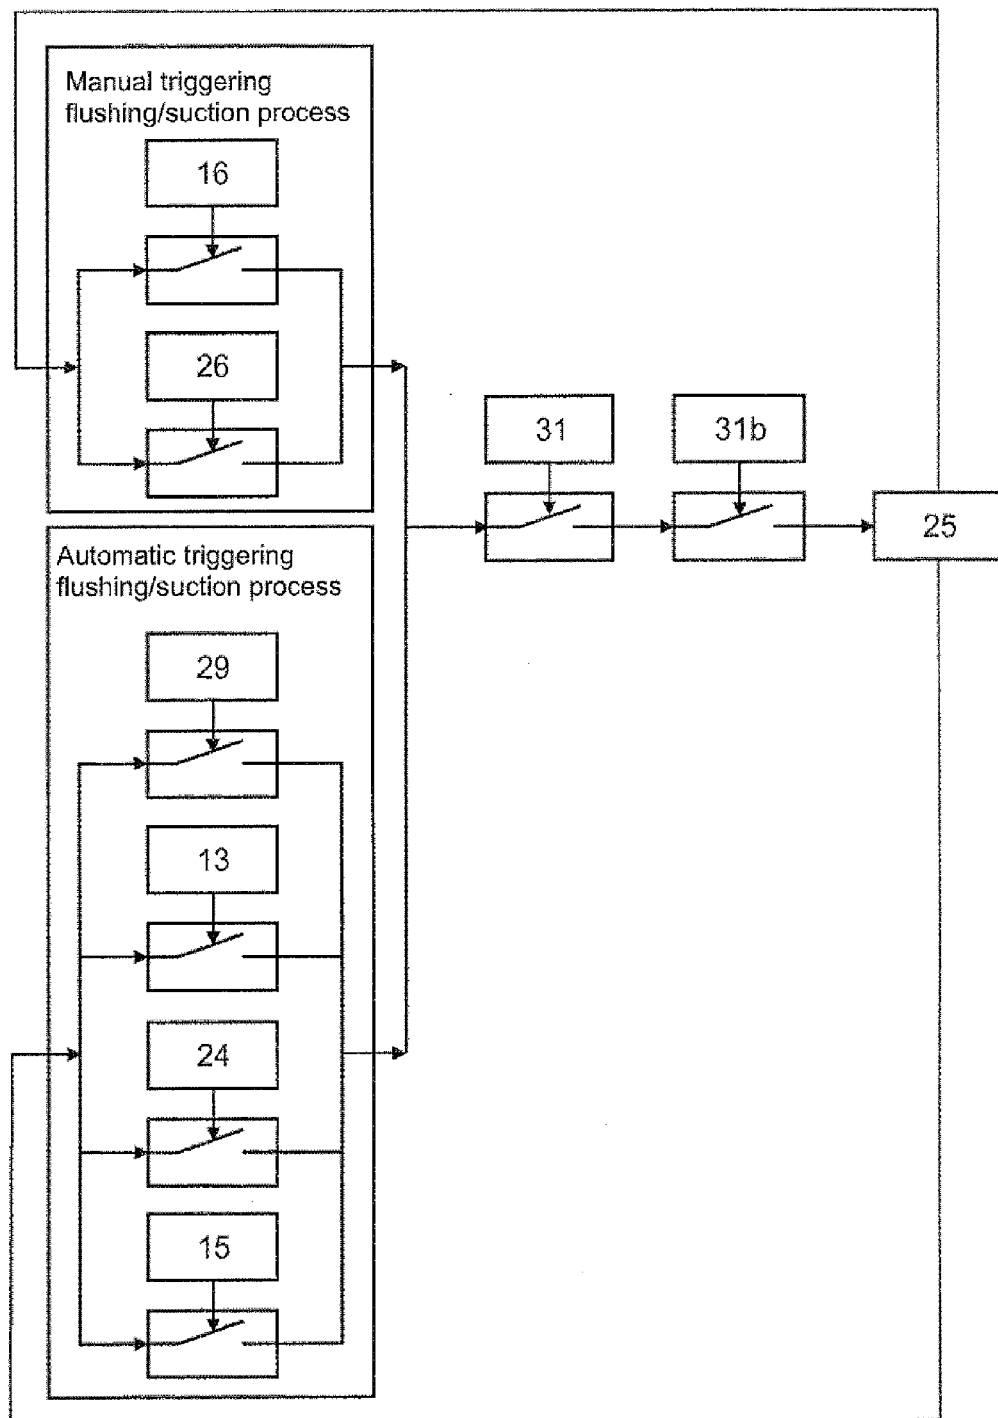 Manual triggering
flushing/suction process
16
26
31
31b
25
Automatic triggering
flushing/suction process
29
13
24
15